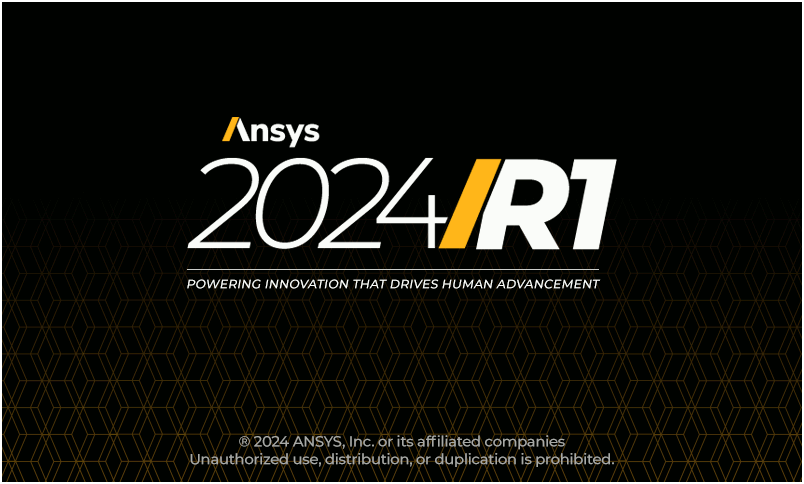 Ansys
2024 R1
POWERING INNOVATION THAT DRIVES HUMAN ADVANCEMENT
® 2024 ANSYS, Inc. or its affiliated companies
Unauthorized use, distribution, or duplication is prohibited.